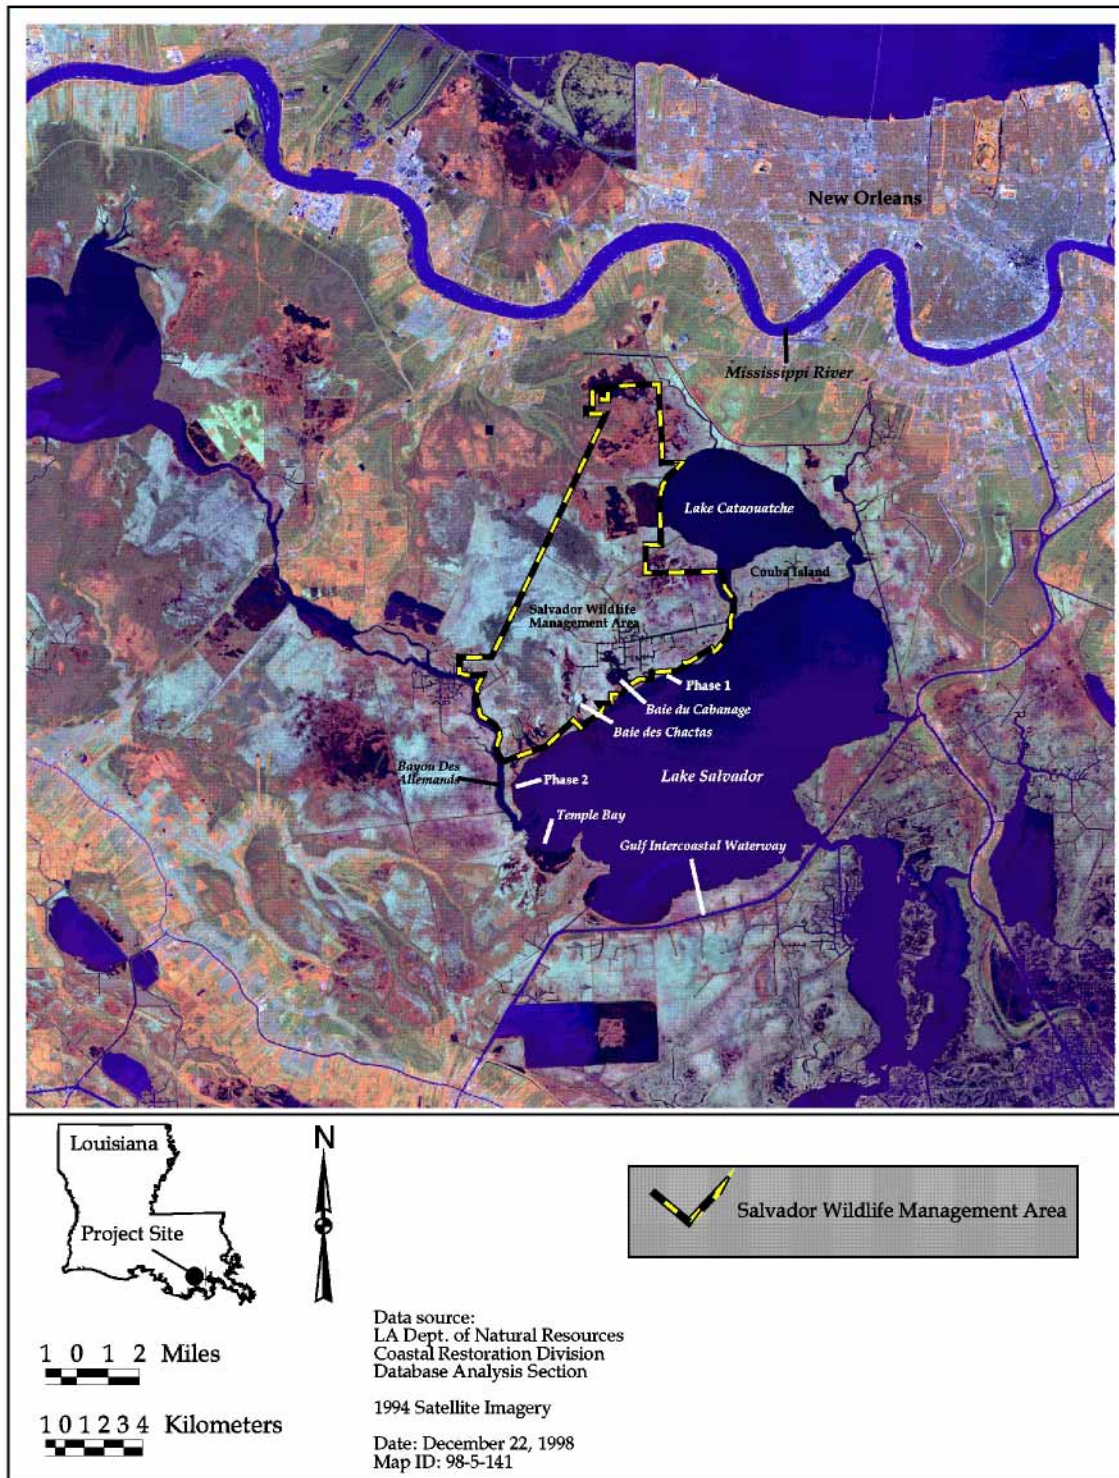 New Orleans
Mississippi River
Lake Cataouatche
Couba Island
Salvador Wildlife
Management Area
Phase 1
Baie du Cabanage
Baie des Chactas
Bayou Des
Allemands
Phase 2
Lake Salvador
Temple Bay
Gulf Intercoastal Waterway
Louisiana
Project Site
N
Salvador Wildlife Management Area
1 0 1 2 Miles
1 0 1 2 3 4 Kilometers
Data source:
LA Dept. of Natural Resources
Coastal Restoration Division
Database Analysis Section
1994 Satellite Imagery
Date: December 22, 1998
Map ID: 98-5-141